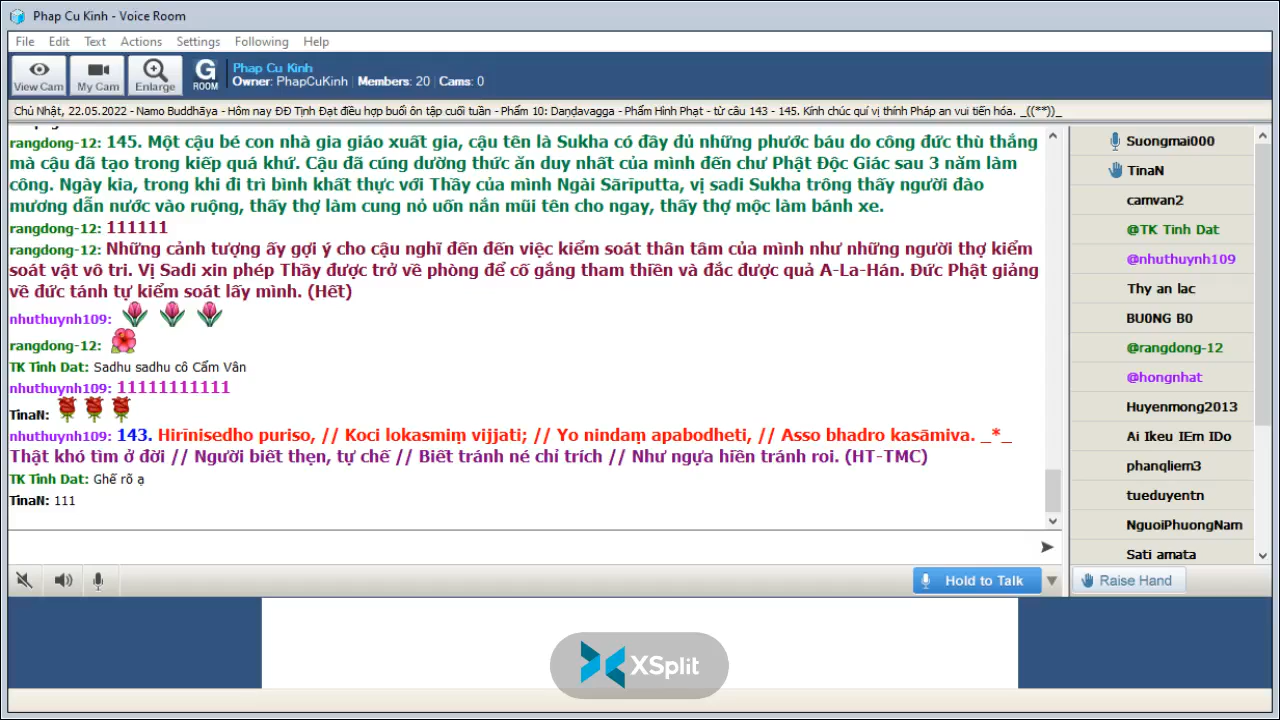 Phap Cu Kinh - Voice Room
File Edit Text Actions Settings Following Help
View Cam My Cam Enlarge G ROOM
Phap Cu Kinh
Owner: PhapCuKinh | Members: 20 | Cams: 0
Chủ Nhật, 22.05.2022 - Namo Buddhāya - Hôm nay ĐĐ Tịnh Đạt điều hợp buổi ôn tập cuối tuần - Phẩm 10: Daṇḍavagga - Phẩm Hình Phạt - từ câu 143 - 145. Kính chúc quí vị thính Pháp an vui tiến hóa. _((**))_
rangdong-12: 145. Một cậu bé con nhà gia giáo xuất gia, cậu tên là Sukha có đầy đủ những phước báu do công đức thù thắng
mà cậu đã tạo trong kiếp quá khứ. Cậu đã cúng dường thức ăn duy nhất của mình đến chư Phật Độc Giác sau 3 năm làm
công. Ngày kia, trong khi đi trì bình khất thực với Thầy của mình Ngài Sārīputta, vị sadi Sukha trông thấy người đào
mương dẫn nước vào ruộng, thấy thợ làm cung nỏ uốn nắn mũi tên cho ngay, thấy thợ mộc làm bánh xe.
rangdong-12: 111111
rangdong-12: Những cảnh tượng ấy gợi ý cho cậu nghĩ đến đến việc kiểm soát thân tâm của mình như những người thợ kiểm
soát vật vô tri. Vị Sadi xin phép Thầy được trở về phòng để cố gắng tham thiền và đắc được quả A-La-Hán. Đức Phật giảng
về đức tánh tự kiểm soát lấy mình. (Hết)
nhuthuynh109:
rangdong-12:
TK Tinh Dat: Sadhu sadhu cô Cẩm Vân
nhuthuynh109: 11111111111
TinaN:
nhuthuynh109: 143. Hirīnisedho puriso, // Koci lokasmiṃ vijjati; // Yo nindaṃ apabodheti, // Asso bhadro kasāmiva. _*_
Thật khó tìm ở đời // Người biết thẹn, tự chế // Biết tránh né chỉ trích // Như ngựa hiền tránh roi. (HT-TMC)
TK Tinh Dat: Ghế rõ ạ
TinaN: 111
Hold to Talk
Suongmai000
TinaN
camvan2
@TK Tinh Dat
@nhuthuynh109
Thy an lac
BU0NG B0
@rangdong-12
@hongnhat
Huyenmong2013
Ai Ikeu IEm IDo
phanqliem3
tueduyentn
NguoiPhuongNam
Sati amata
Raise Hand
XSplit